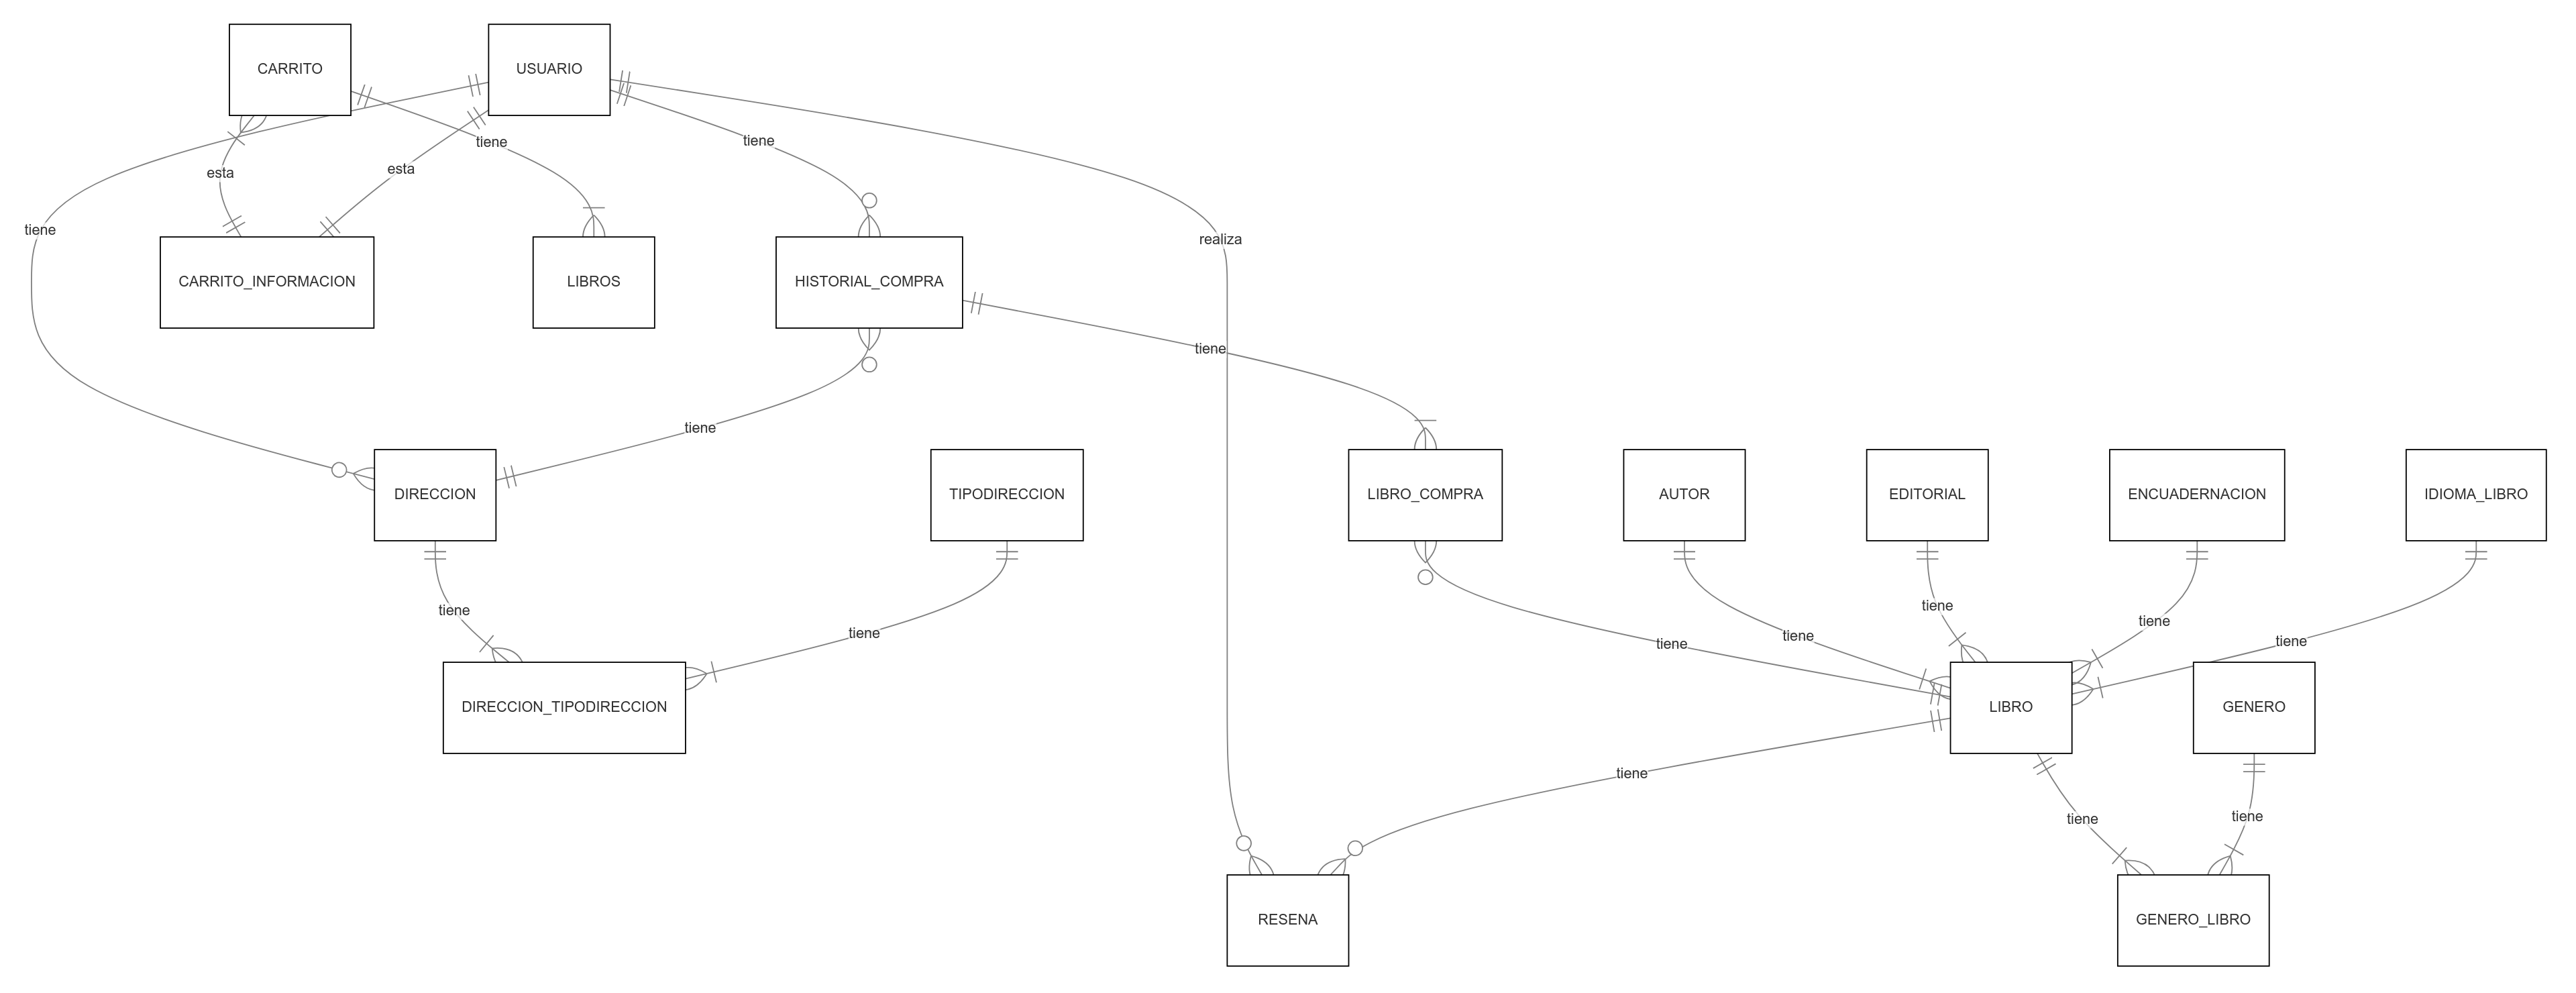 CARRITO
USUARIO
tiene
tiene
esta
esta
tiene
realiza
CARRITO_INFORMACION
LIBROS
HISTORIAL_COMPRA
tiene
tiene
DIRECCION
TIPODIRECCION
LIBRO_COMPRA
AUTOR
EDITORIAL
ENCUADERNACION
IDIOMA_LIBRO
tiene
tiene
tiene
tiene
tiene
tiene
tiene
DIRECCION_TIPODIRECCION
LIBRO
GENERO
tiene
tiene
tiene
RESENA
GENERO_LIBRO